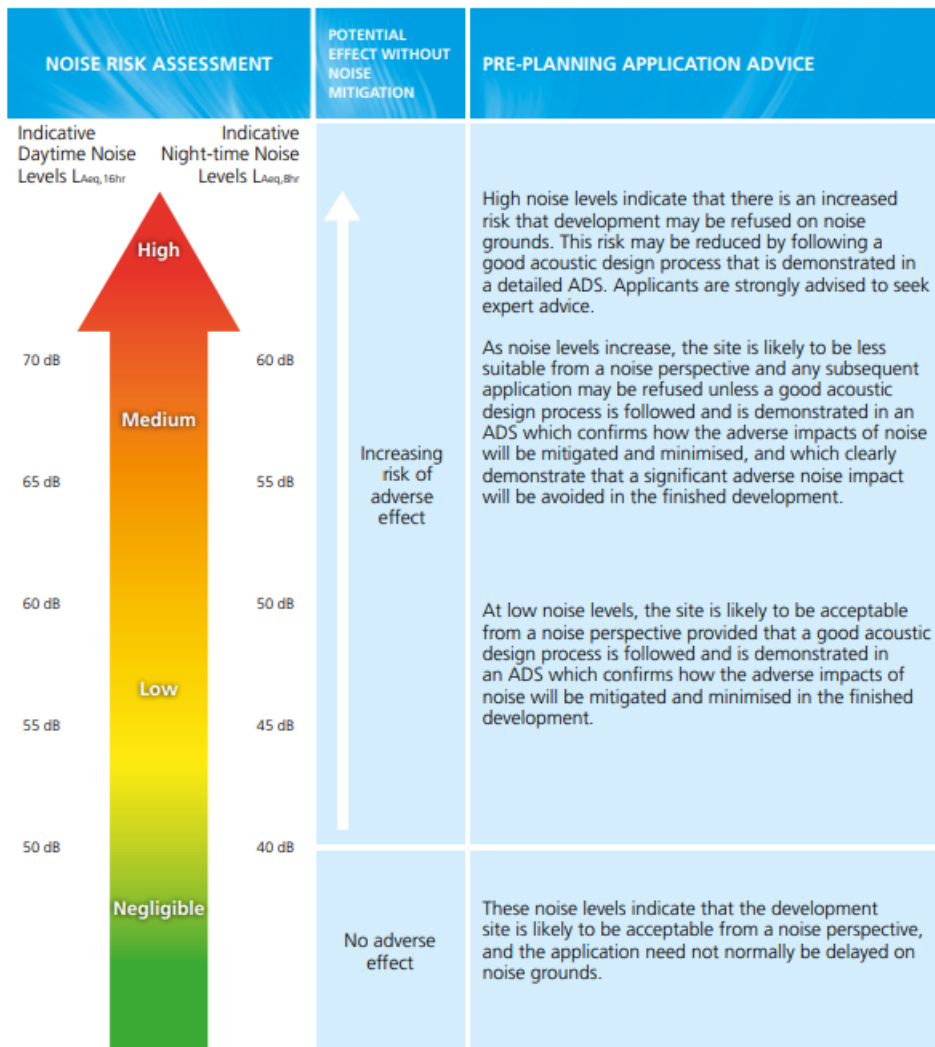 NOISE RISK ASSESSMENT
POTENTIAL
EFFECT WITHOUT
NOISE
MITIGATION
PRE-PLANNING APPLICATION ADVICE
Indicative
Daytime Noise
Levels LAeq,16hr
Indicative
Night-time Noise
Levels LAeq,8hr
High
70 dB
60 dB
Medium
65 dB
55 dB
60 dB
50 dB
Low
55 dB
45 dB
50 dB
40 dB
Negligible
Increasing
risk of
adverse
effect
No adverse
effect
High noise levels indicate that there is an increased
risk that development may be refused on noise
grounds. This risk may be reduced by following a
good acoustic design process that is demonstrated in
a detailed ADS. Applicants are strongly advised to seek
expert advice.
As noise levels increase, the site is likely to be less
suitable from a noise perspective and any subsequent
application may be refused unless a good acoustic
design process is followed and is demonstrated in an
ADS which confirms how the adverse impacts of noise
will be mitigated and minimised, and which clearly
demonstrate that a significant adverse noise impact
will be avoided in the finished development.
At low noise levels, the site is likely to be acceptable
from a noise perspective provided that a good acoustic
design process is followed and is demonstrated in
an ADS which confirms how the adverse impacts of
noise will be mitigated and minimised in the finished
development.
These noise levels indicate that the development
site is likely to be acceptable from a noise perspective,
and the application need not normally be delayed on
noise grounds.